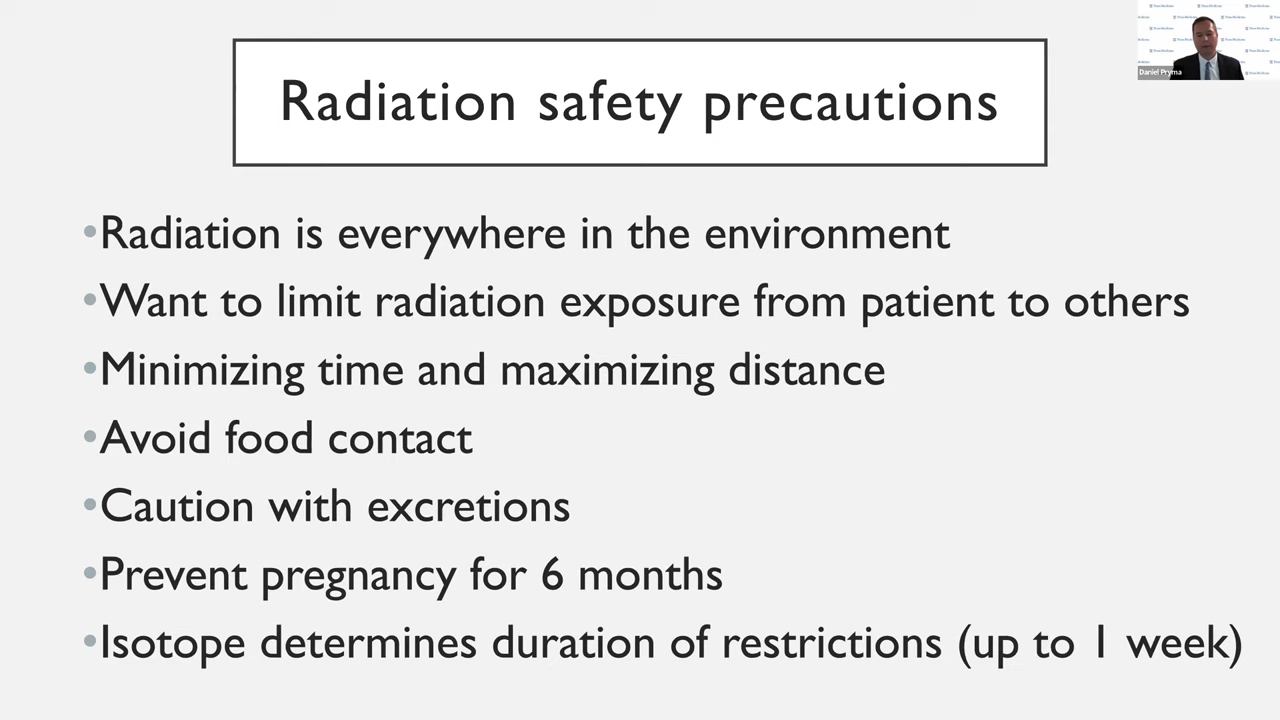 Radiation safety precautions
Daniel Pryma
•Radiation is everywhere in the environment
•Want to limit radiation exposure from patient to others
•Minimizing time and maximizing distance
•Avoid food contact
•Caution with excretions
•Prevent pregnancy for 6 months
•Isotope determines duration of restrictions (up to 1 week)